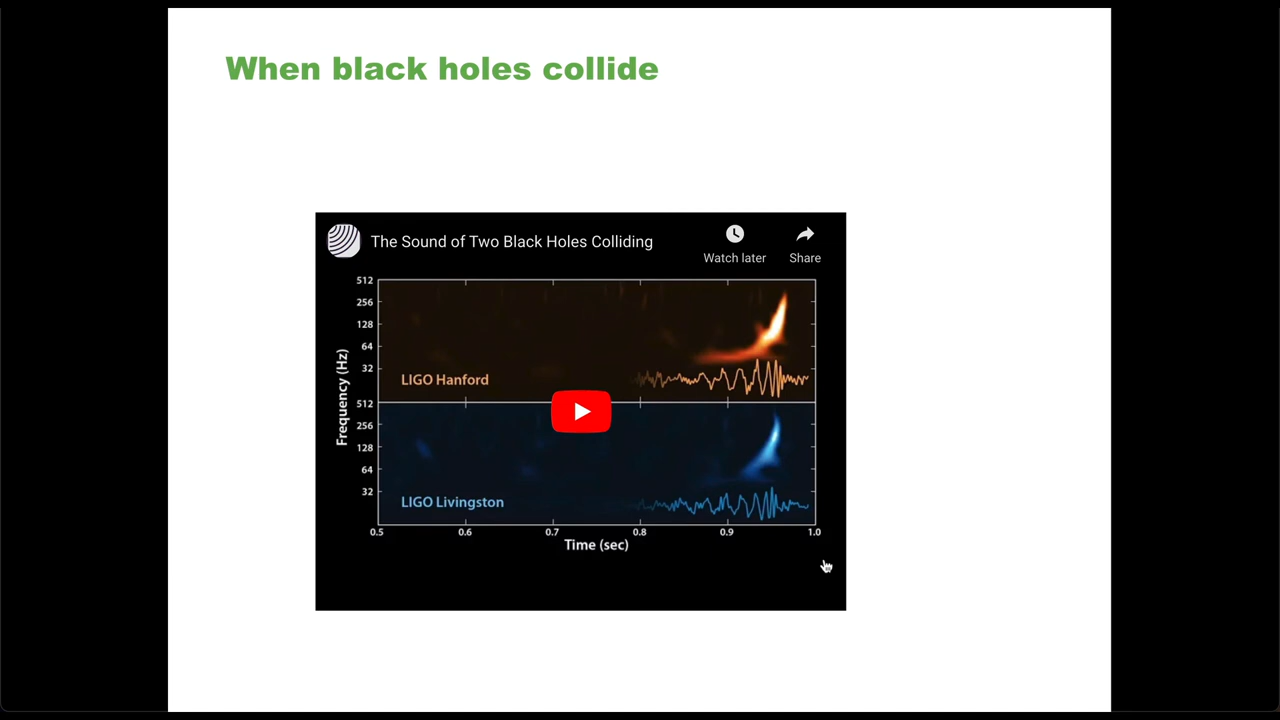 When black holes collide
The Sound of Two Black Holes Colliding
Watch later
Share
512
256
128
64
32
LIGO Hanford
Frequency (Hz)
512
256
128
64
32
LIGO Livingston
0.5 0.6 0.7 0.8 0.9 1.0
Time (sec)